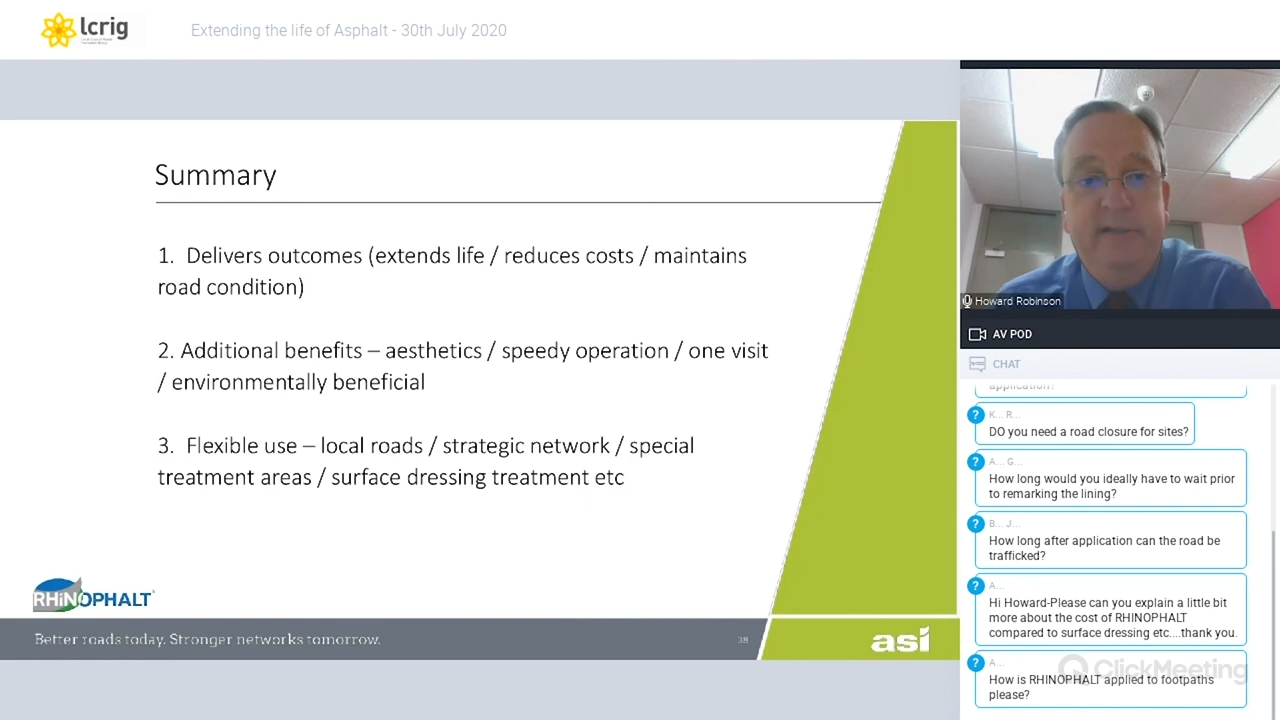 lcrig
Extending the life of Asphalt - 30th July 2020
Summary
1. Delivers outcomes (extends life / reduces costs / maintains
road condition)
2. Additional benefits – aesthetics / speedy operation / one visit
/ environmentally beneficial
3. Flexible use – local roads / strategic network / special
treatment areas / surface dressing treatment etc
RHiNOPHALT
Better roads today. Stronger networks tomorrow.
38
asi
Howard Robinson
AV POD
CHAT
application?
? K... R...
DO you need a road closure for sites?
? A... G...
How long would you ideally have to wait prior
to remarking the lining?
? B... J...
How long after application can the road be
trafficked?
? A...
Hi Howard-Please can you explain a little bit
more about the cost of RHINOPHALT
compared to surface dressing etc....thank you.
? A...
How is RHINOPHALT applied to footpaths
please?
ClickMeeting